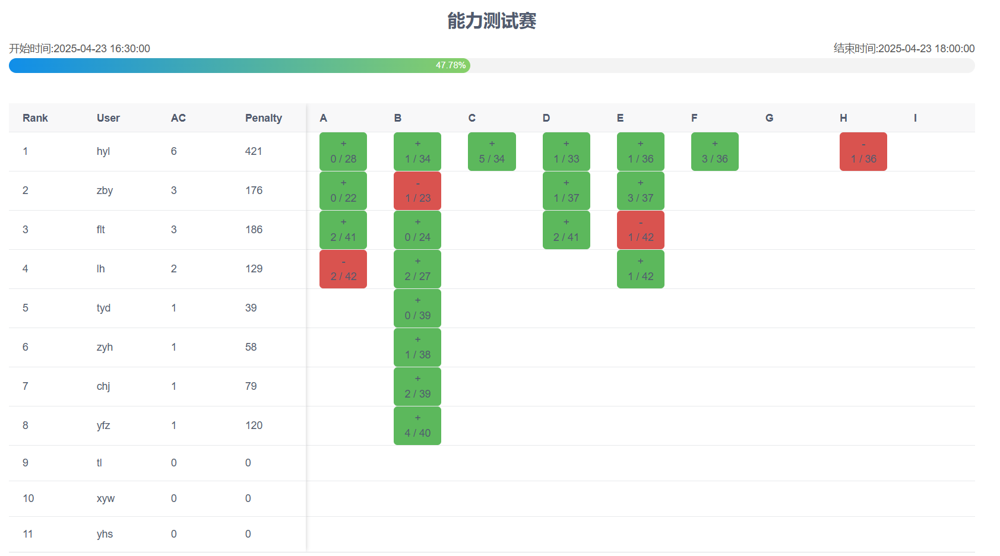 能力测试赛
开始时间:2025-04-23 16:30:00 结束时间:2025-04-23 18:00:00
47.78%
Rank User AC Penalty A B C D E F G H I
+ + + + + + -
1 hyl 6 421 0 / 28 1 / 34 5 / 34 1 / 33 1 / 36 3 / 36 1 / 36
+ - + +
2 zby 3 176 0 / 22 1 / 23 1 / 37 3 / 37
+ + + -
3 flt 3 186 2 / 41 0 / 24 2 / 41 1 / 42
- + +
4 lh 2 129 2 / 42 2 / 27 1 / 42
+
5 tyd 1 39 0 / 39
+
6 zyh 1 58 1 / 38
+
7 chj 1 79 2 / 39
+
8 yfz 1 120 4 / 40
9 tl 0 0
10 xyw 0 0
11 yhs 0 0